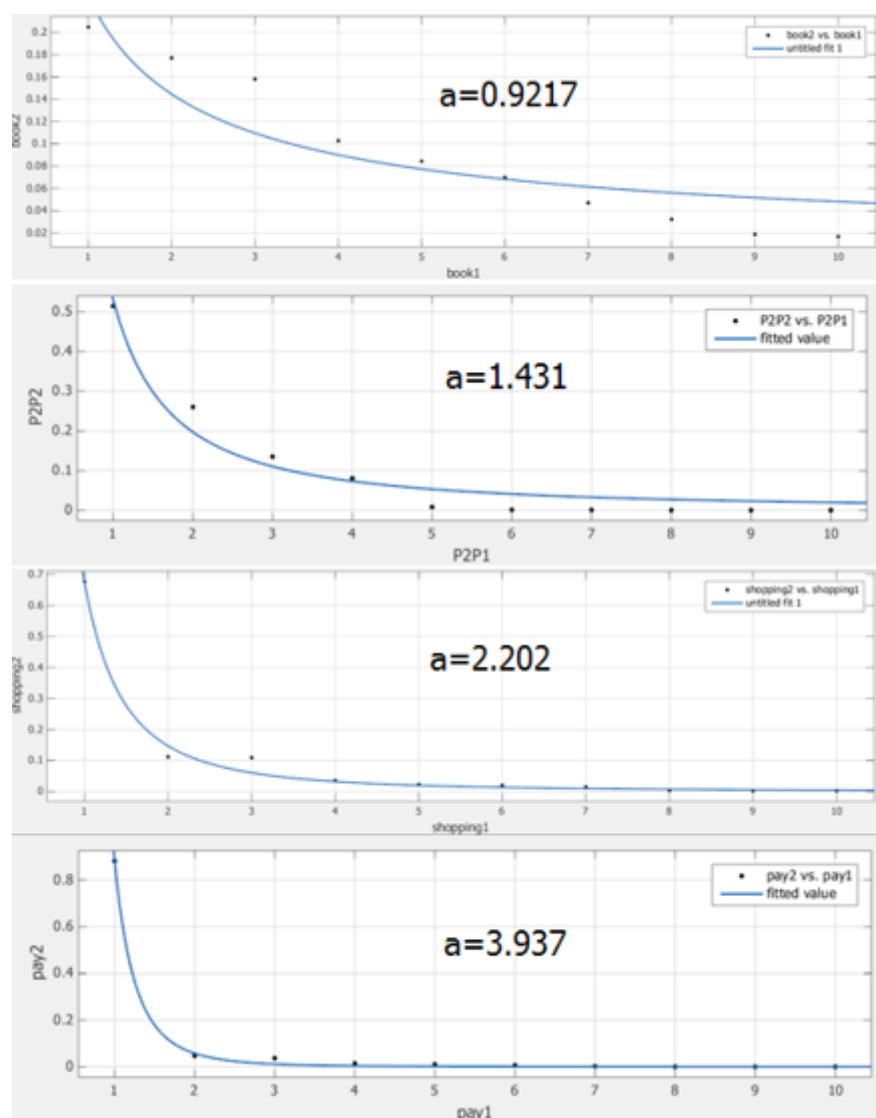 0.2
0.18
0.16
0.14
0.12
0.1
0.08
0.06
0.04
0.02
book2
book2 vs. book1
untitled fit 1
a=0.9217
1 2 3 4 5 6 7 8 9 10
book1
0.5
0.4
0.3
0.2
0.1
0
P2P2
P2P2 vs. P2P1
fitted value
a=1.431
1 2 3 4 5 6 7 8 9 10
P2P1
0.7
0.6
0.5
0.4
0.3
0.2
0.1
0
shopping2
shopping2 vs. shopping1
untitled fit 1
a=2.202
1 2 3 4 5 6 7 8 9 10
shopping1
0.8
0.6
0.4
0.2
0
pay2
pay2 vs. pay1
fitted value
a=3.937
1 2 3 4 5 6 7 8 9 10
pay1